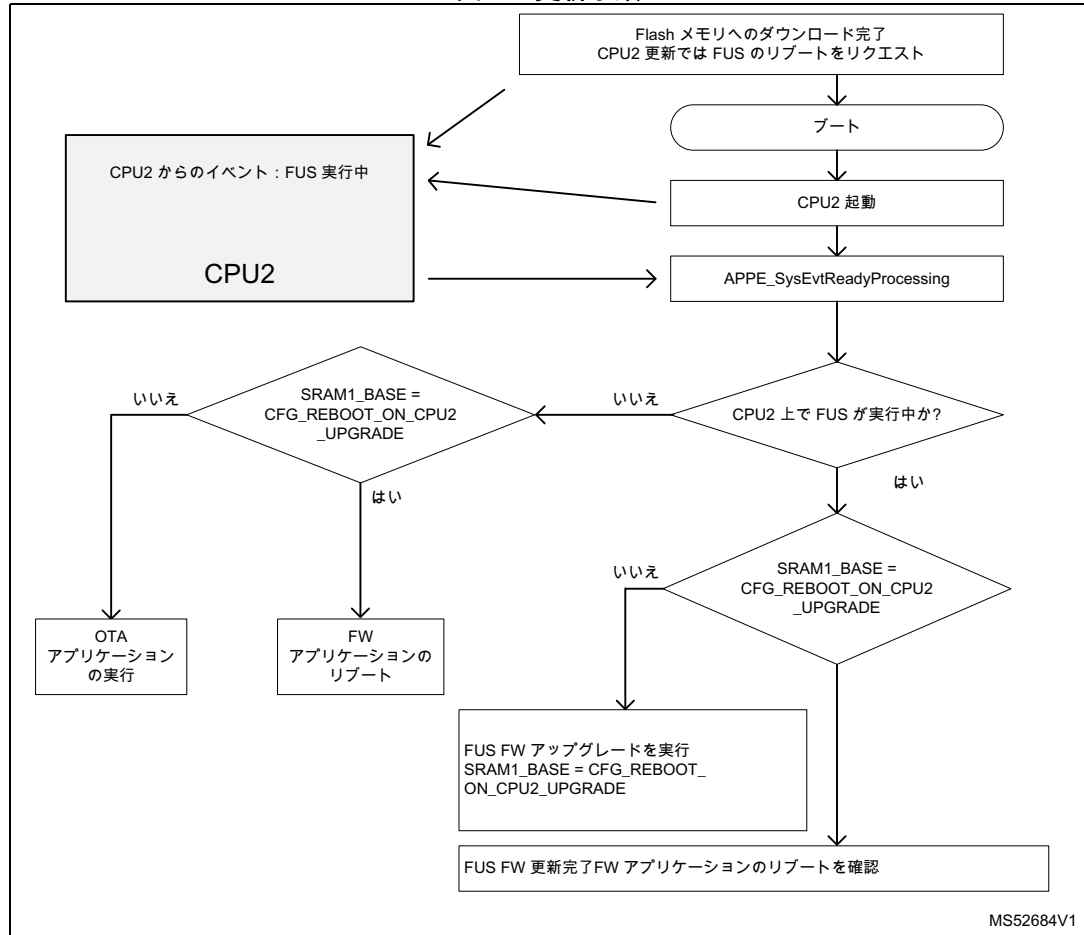 Flash メモリへのダウンロード完了
CPU2 更新では FUS のリブートをリクエスト
ブート
CPU2 からのイベント：FUS 実行中
CPU2
CPU2 起動
APPE_SysEvtReadyProcessing
CPU2 上で FUS が実行中か?
いいえ
はい
SRAM1_BASE =
CFG_REBOOT_ON_CPU2
_UPGRADE
いいえ
はい
OTA
アプリケーション
の実行
FW
アプリケーションの
リブート
SRAM1_BASE =
CFG_REBOOT_ON_CPU2
_UPGRADE
いいえ
FUS FW アップグレードを実行
SRAM1_BASE = CFG_REBOOT_
ON_CPU2_UPGRADE
FUS FW 更新完了FW アプリケーションのリブートを確認
MS52684V1